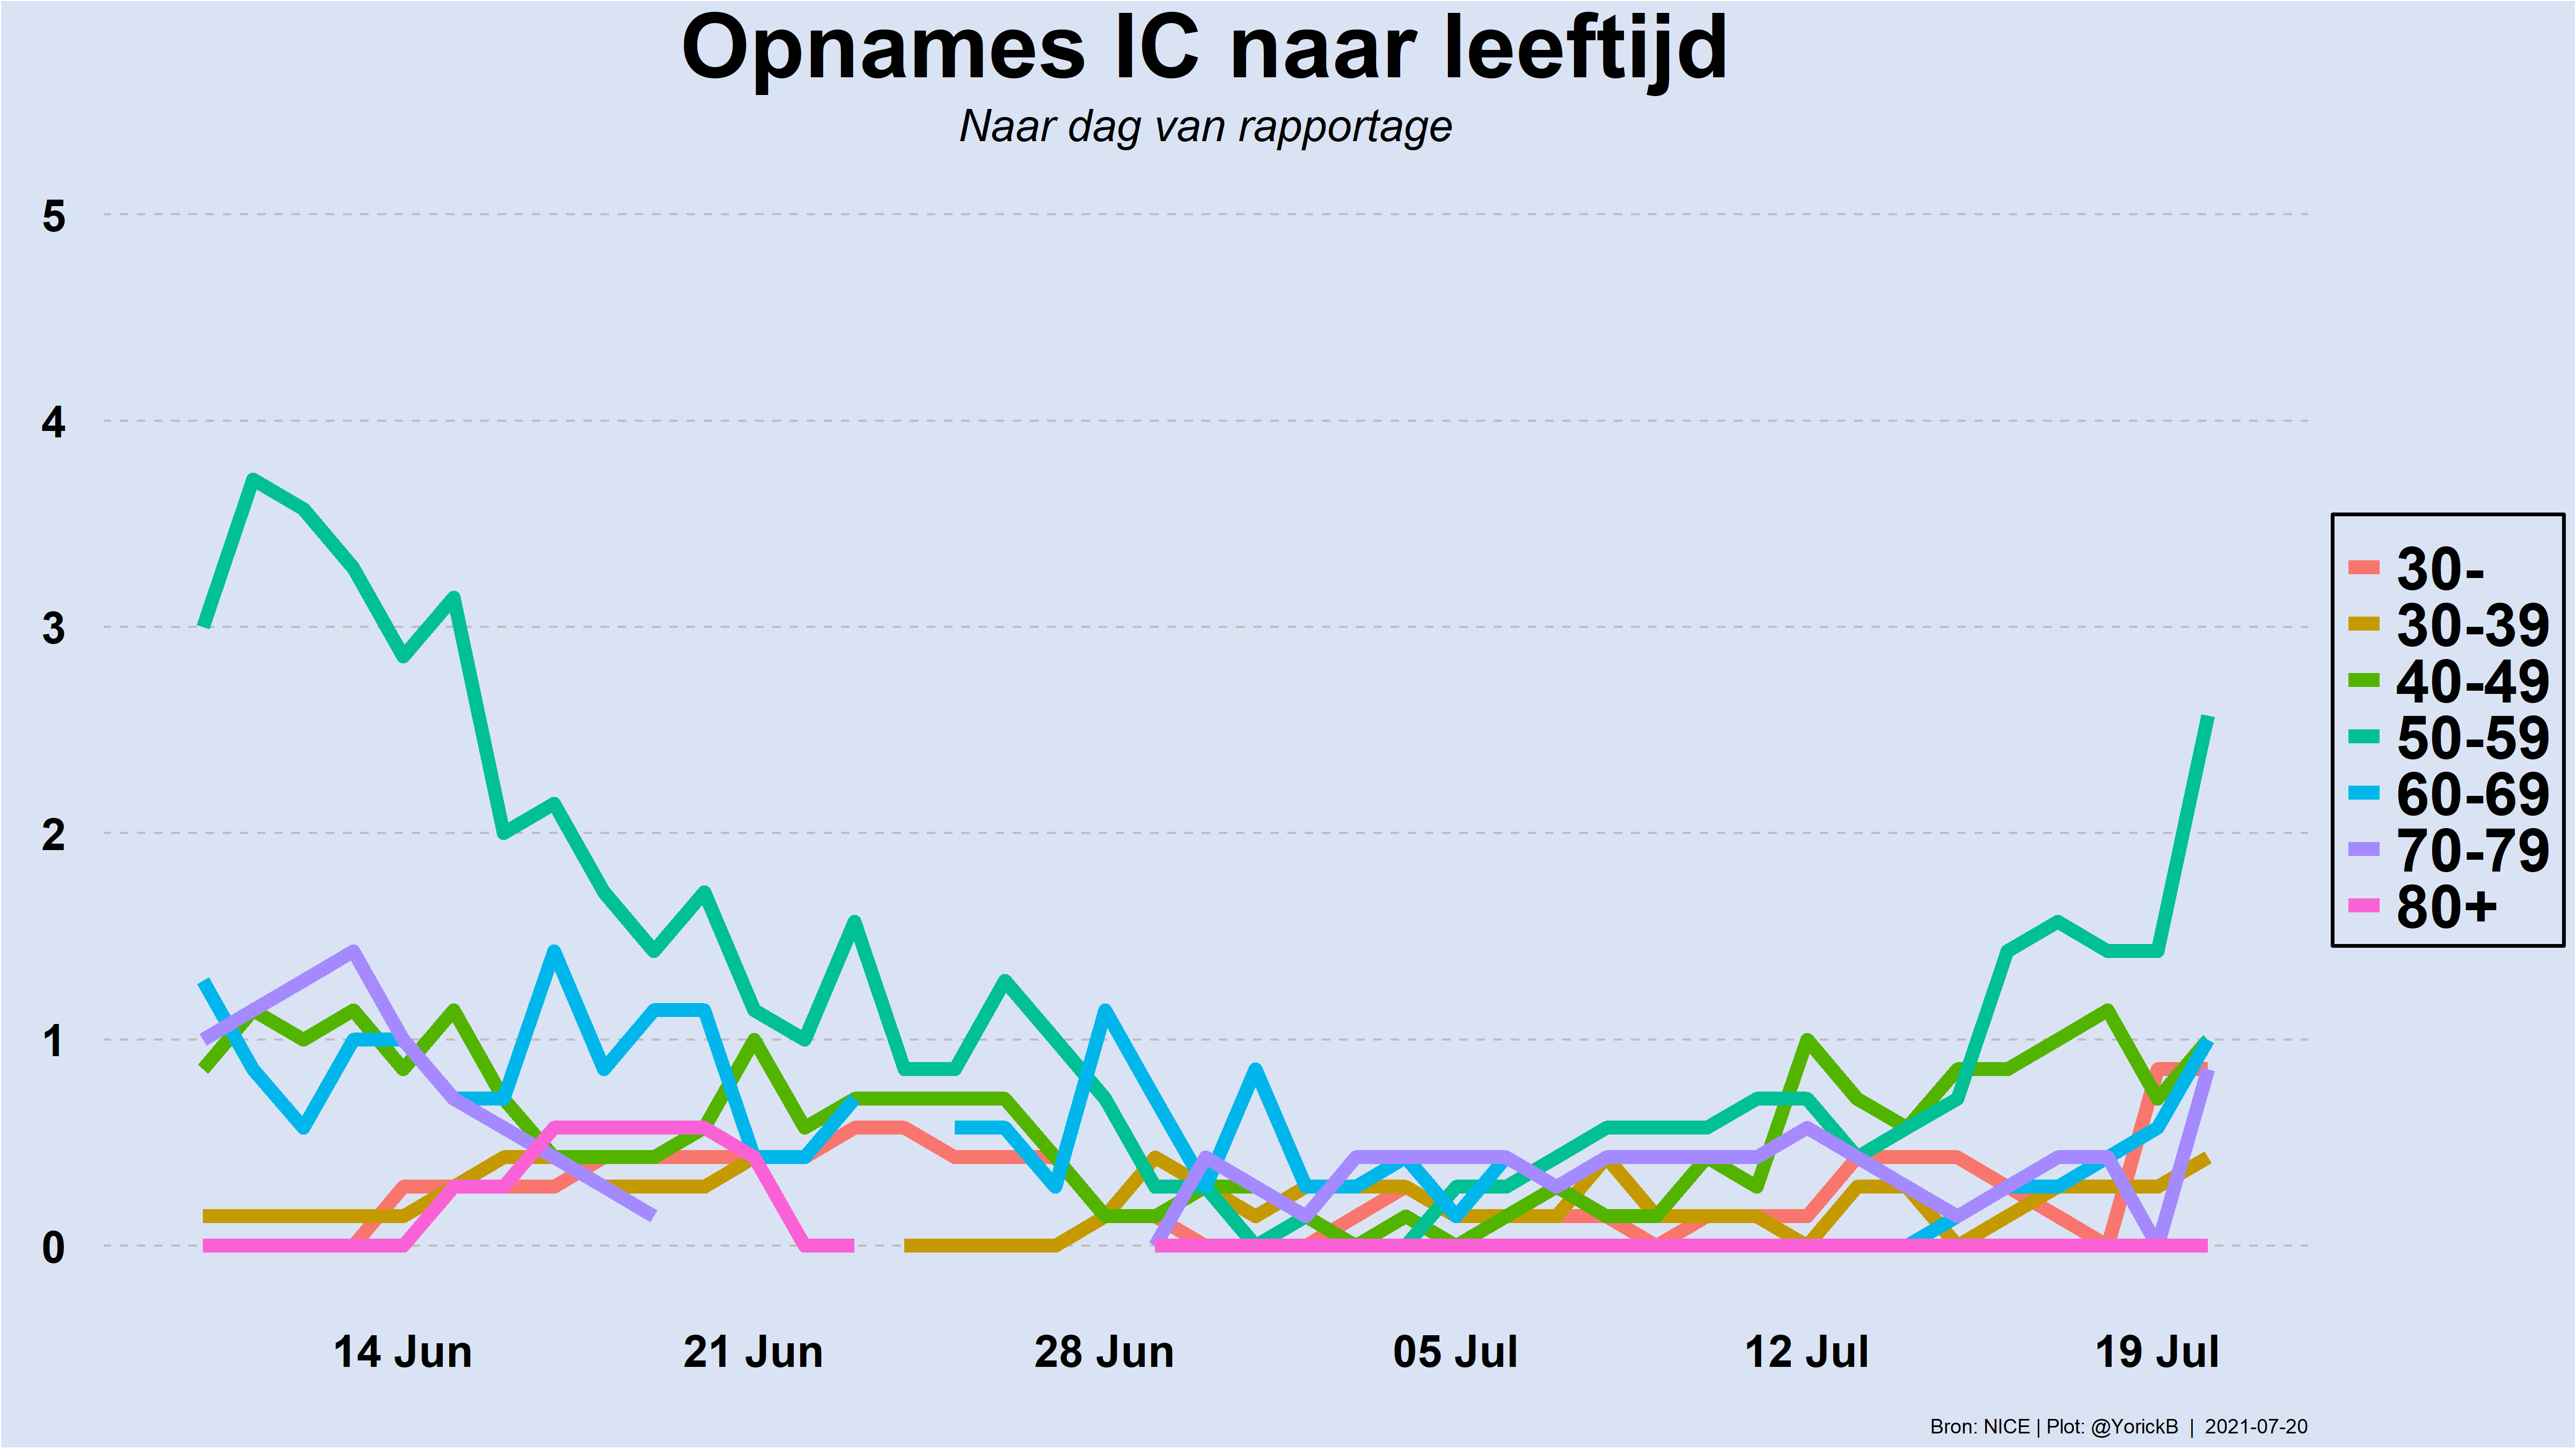 Opnames IC naar leeftijd
Naar dag van rapportage
5
4
3
2
1
0
30-
30-39
40-49
50-59
60-69
70-79
80+
14 Jun
21 Jun
28 Jun
05 Jul
12 Jul
19 Jul
Bron: NICE | Plot: @YorickB | 2021-07-20